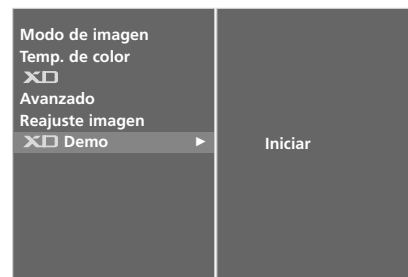 Modo de imagen
Temp. de color
XD
Avanzado
Reajuste imagen
XD Demo ►
Iniciar